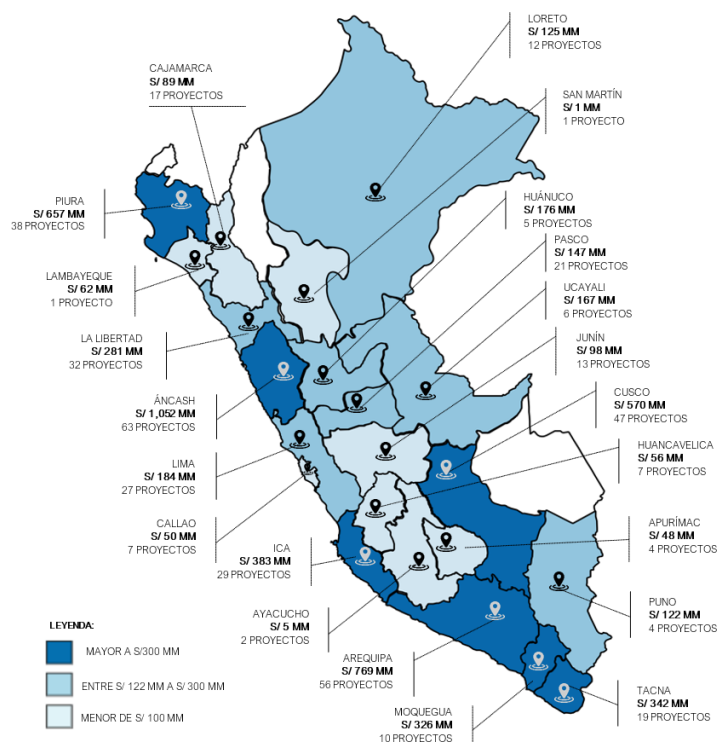 LORETO
S/ 125 MM
12 PROYECTOS
CAJAMARCA
S/ 89 MM
17 PROYECTOS
SAN MARTÍN
S/ 1 MM
1 PROYECTO
PIURA
S/ 657 MM
38 PROYECTOS
HUÁNUCO
S/ 176 MM
5 PROYECTOS
PASCO
S/ 147 MM
21 PROYECTOS
LAMBAYEQUE
S/ 62 MM
1 PROYECTO
UCAYALI
S/ 167 MM
6 PROYECTOS
LA LIBERTAD
S/ 281 MM
32 PROYECTOS
JUNÍN
S/ 98 MM
13 PROYECTOS
ÁNCASH
S/ 1,052 MM
63 PROYECTOS
CUSCO
S/ 570 MM
47 PROYECTOS
HUANCAVELICA
S/ 56 MM
7 PROYECTOS
LIMA
S/ 184 MM
27 PROYECTOS
CALLAO
S/ 50 MM
7 PROYECTOS
APURÍMAC
S/ 48 MM
4 PROYECTOS
ICA
S/ 383 MM
29 PROYECTOS
PUNO
S/ 122 MM
4 PROYECTOS
AYACUCHO
S/ 5 MM
2 PROYECTOS
AREQUIPA
S/ 769 MM
56 PROYECTOS
TACNA
S/ 342 MM
19 PROYECTOS
MOQUEGUA
S/ 326 MM
10 PROYECTOS
LEYENDA:
MAYOR A S/300 MM
ENTRE S/ 122 MM A S/ 300 MM
MENOR DE S/ 100 MM